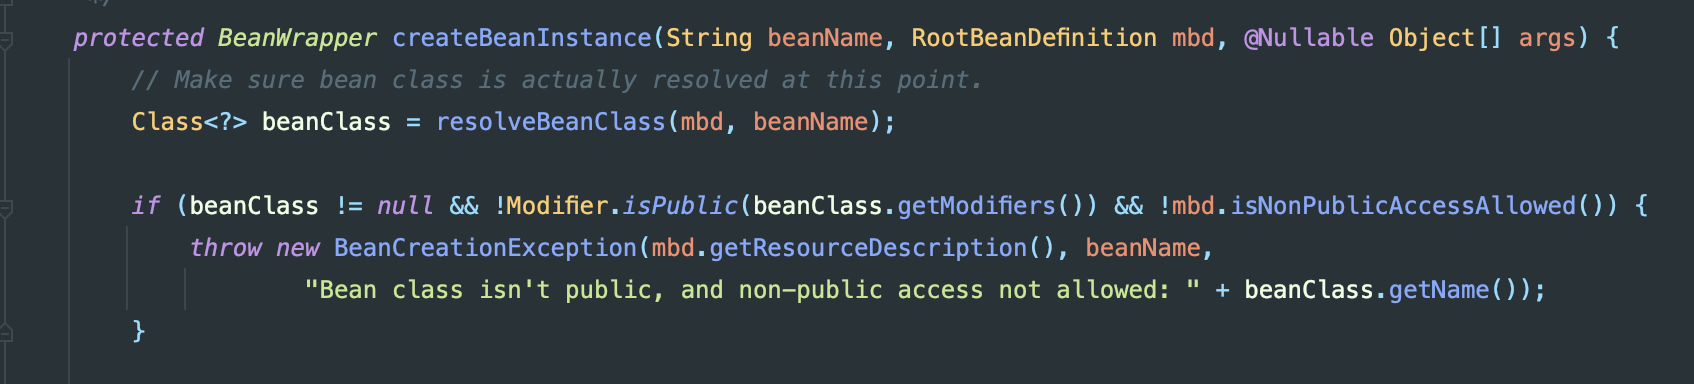 */
protected BeanWrapper createBeanInstance(String beanName, RootBeanDefinition mbd, @Nullable Object[] args) {
// Make sure bean class is actually resolved at this point.
Class<?> beanClass = resolveBeanClass(mbd, beanName);
if (beanClass != null && !Modifier.isPublic(beanClass.getModifiers()) && !mbd.isNonPublicAccessAllowed()) {
throw new BeanCreationException(mbd.getResourceDescription(), beanName,
"Bean class isn't public, and non-public access not allowed: " + beanClass.getName());
}